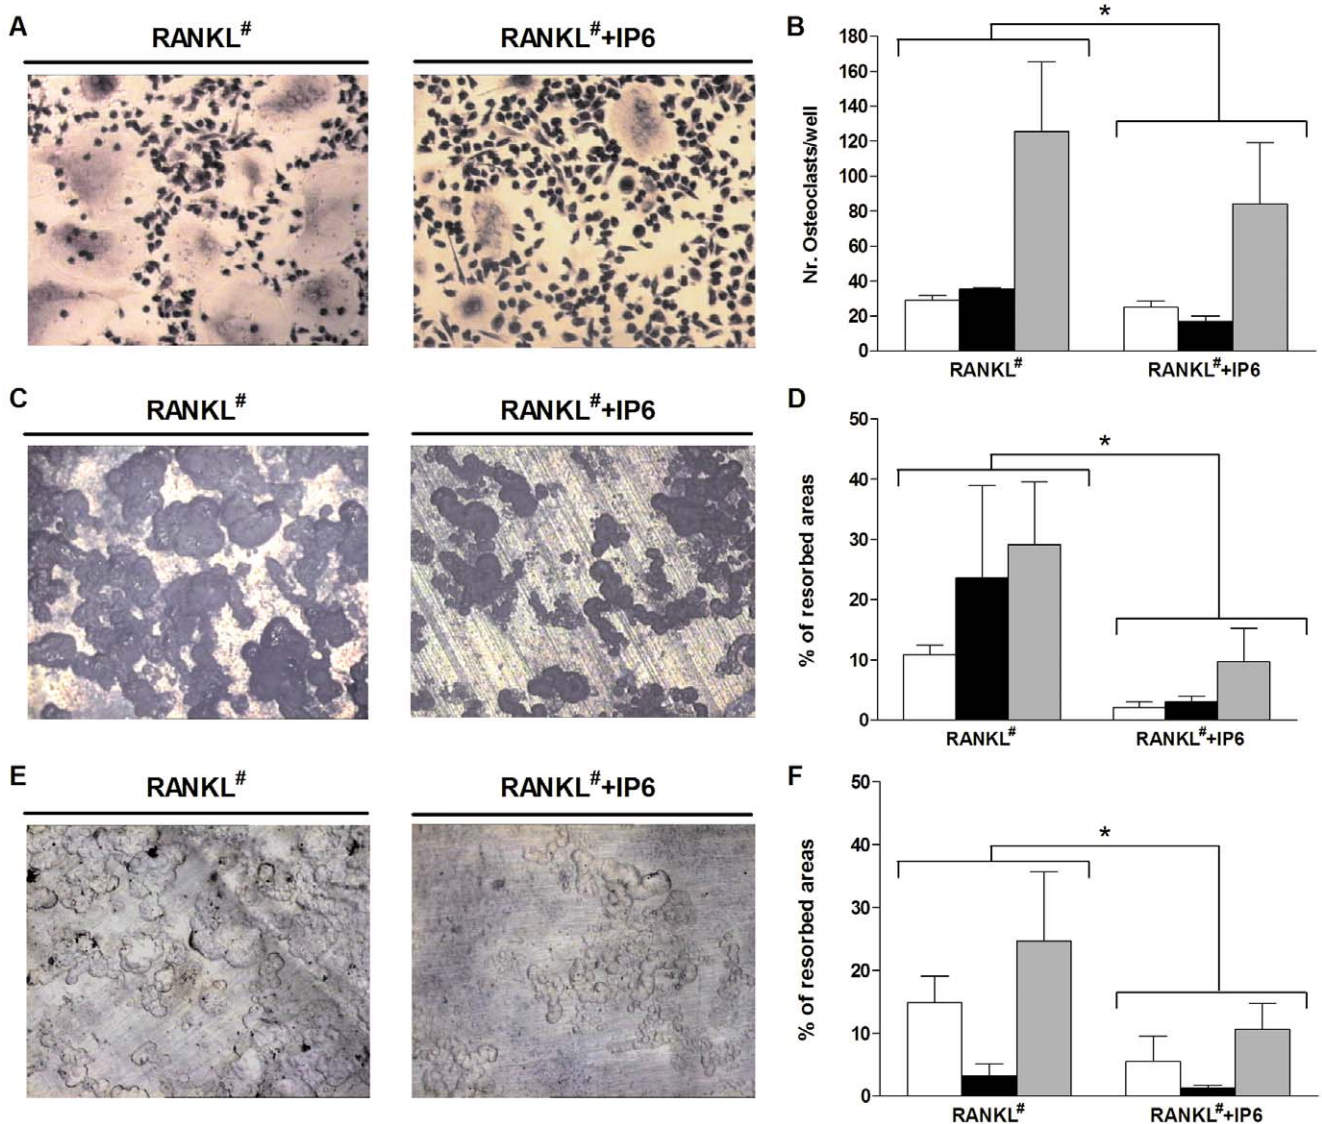 A
RANKL#
RANKL#+IP6
B
*
Nr. Osteoclasts/well
180
160
140
120
100
80
60
40
20
0
RANKL#
RANKL#+IP6
C
RANKL#
RANKL#+IP6
D
*
% of resorbed areas
50
40
30
20
10
0
RANKL#
RANKL#+IP6
E
RANKL#
RANKL#+IP6
F
*
% of resorbed areas
50
40
30
20
10
0
RANKL#
RANKL#+IP6